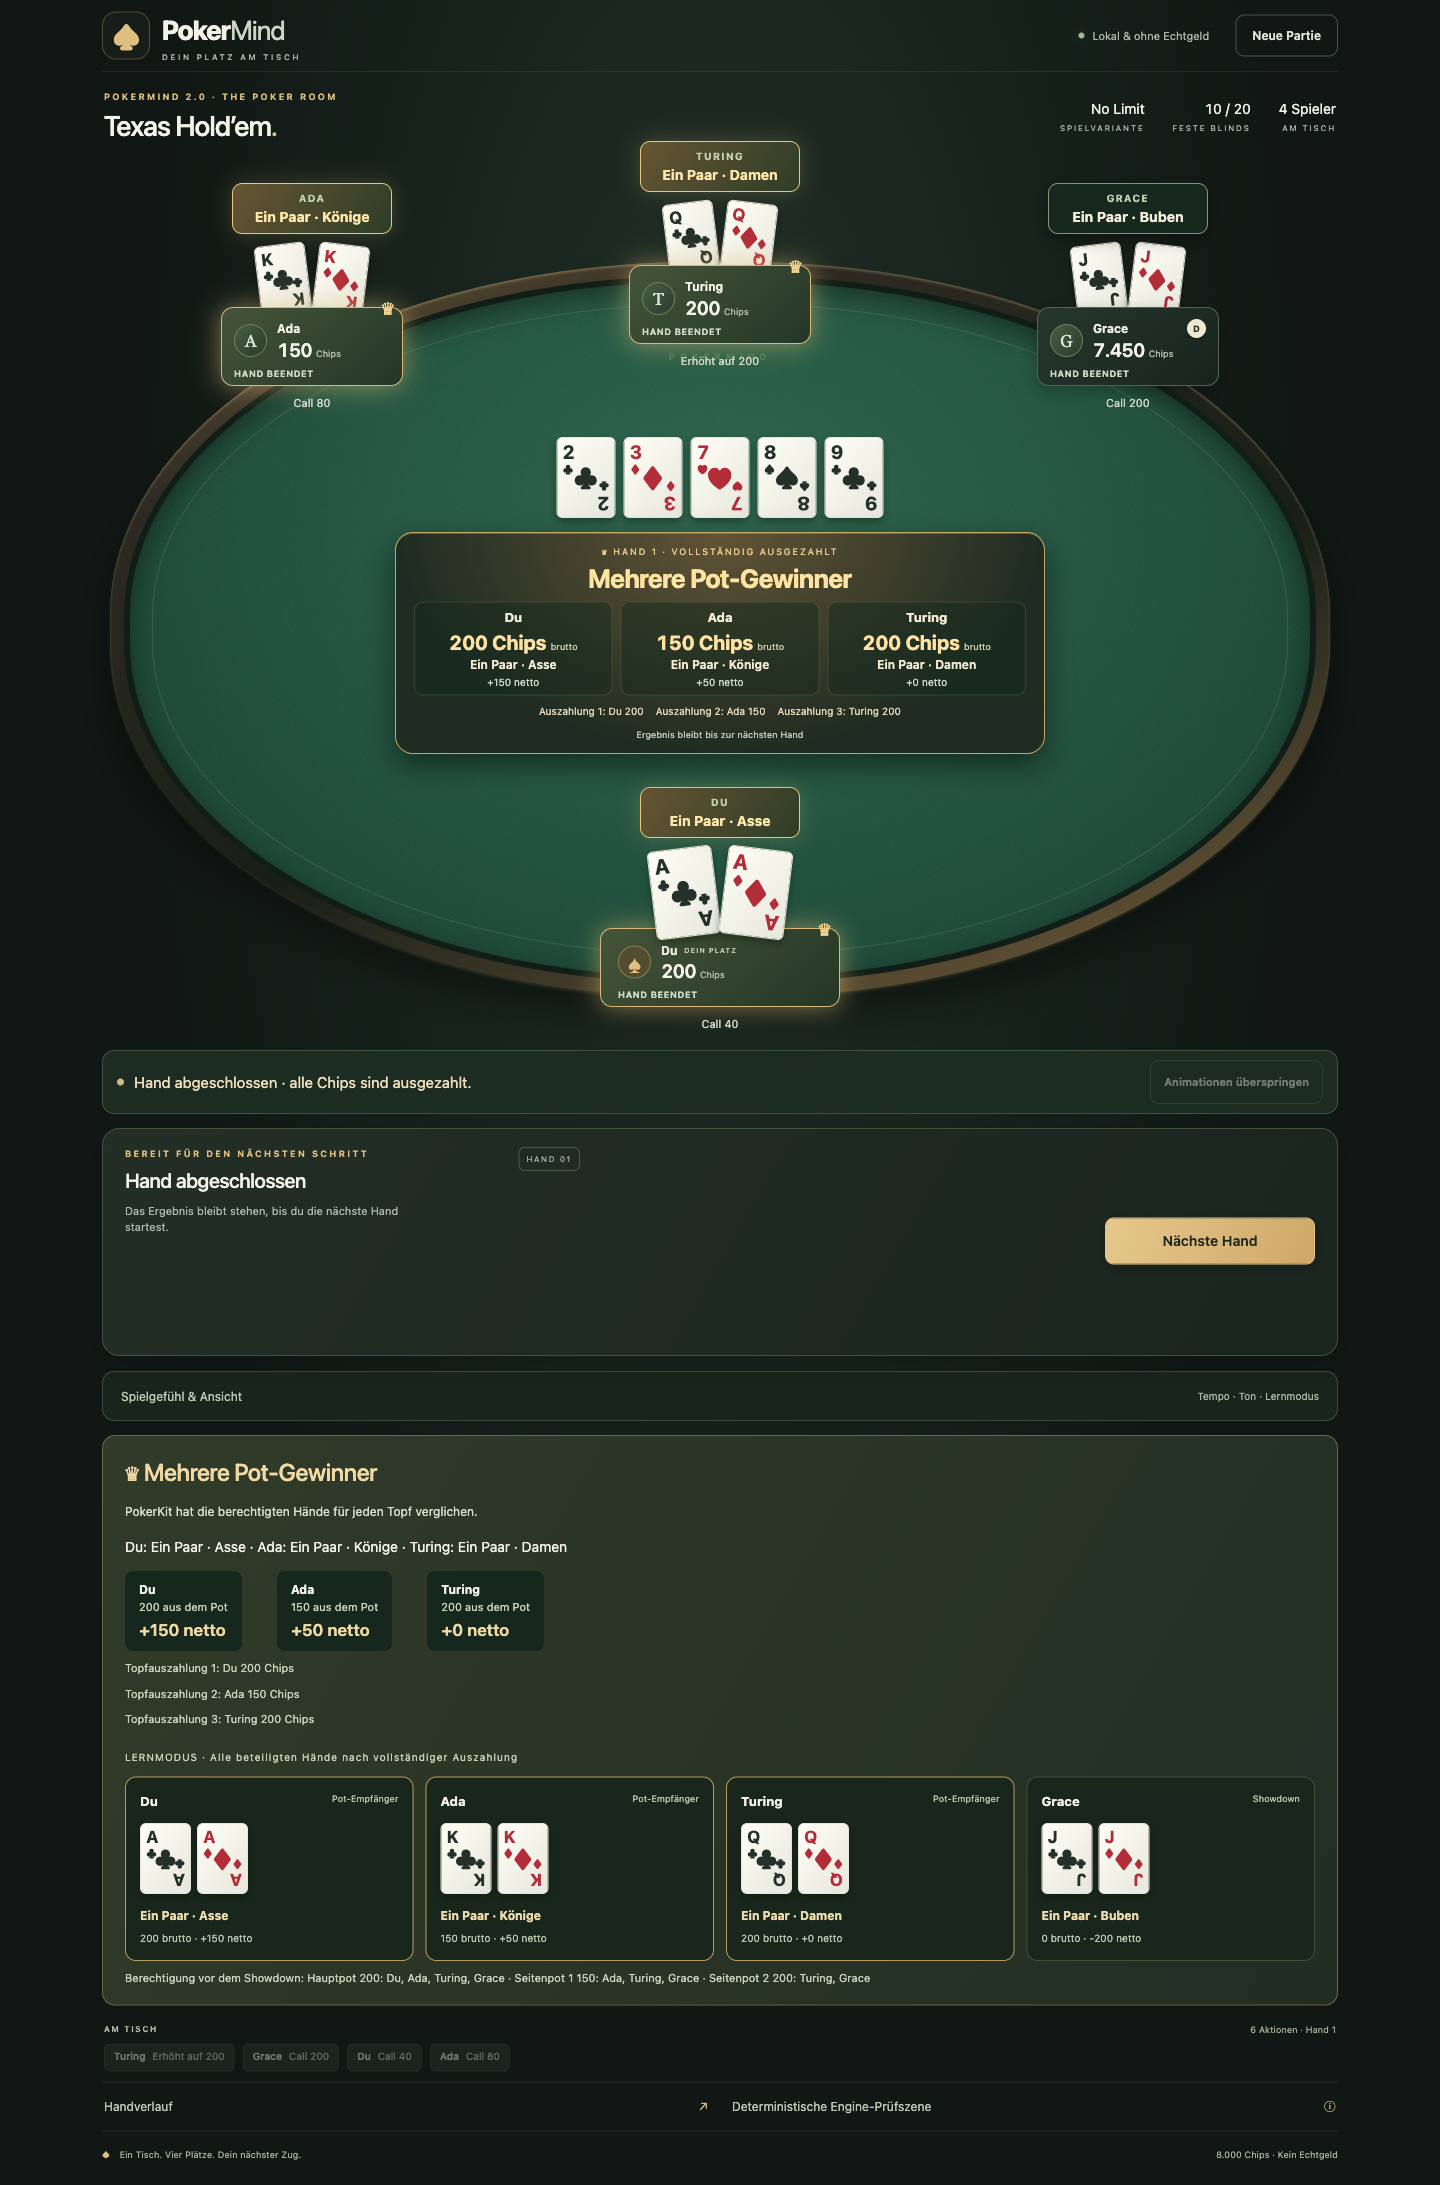 PokerMind
DEIN PLATZ AM TISCH
Lokal & ohne Echtgeld
Neue Partie
POKERMIND 2.0 · THE POKER ROOM
Texas Hold’em.
No Limit
SPIELVARIANTE
10 / 20
FESTE BLINDS
4 Spieler
AM TISCH
TURING
Ein Paar · Damen
ADA
Ein Paar · Könige
GRACE
Ein Paar · Buben
Q Q
Q Q
K K
K K
J J
J J
T
Turing
200 Chips
HAND BEENDET
POKERMIND
Erhöht auf 200
A
Ada
150 Chips
HAND BEENDET
Call 80
G
Grace
D
7.450 Chips
HAND BEENDET
Call 200
2 3 7 8 9
2 3 7 8 9
♛ HAND 1 · VOLLSTÄNDIG AUSGEZAHLT
Mehrere Pot-Gewinner
Du
200 Chips brutto
Ein Paar · Asse
+150 netto
Ada
150 Chips brutto
Ein Paar · Könige
+50 netto
Turing
200 Chips brutto
Ein Paar · Damen
+0 netto
Auszahlung 1: Du 200 Auszahlung 2: Ada 150 Auszahlung 3: Turing 200
Ergebnis bleibt bis zur nächsten Hand
DU
Ein Paar · Asse
A A
A A
Du DEIN PLATZ
200 Chips
HAND BEENDET
Call 40
Hand abgeschlossen · alle Chips sind ausgezahlt.
Animationen überspringen
BEREIT FÜR DEN NÄCHSTEN SCHRITT
HAND 01
Hand abgeschlossen
Das Ergebnis bleibt stehen, bis du die nächste Hand
startest.
Nächste Hand
Spielgefühl & Ansicht
Tempo · Ton · Lernmodus
♛ Mehrere Pot-Gewinner
PokerKit hat die berechtigten Hände für jeden Topf verglichen.
Du: Ein Paar · Asse · Ada: Ein Paar · Könige · Turing: Ein Paar · Damen
Du
200 aus dem Pot
+150 netto
Ada
150 aus dem Pot
+50 netto
Turing
200 aus dem Pot
+0 netto
Topfauszahlung 1: Du 200 Chips
Topfauszahlung 2: Ada 150 Chips
Topfauszahlung 3: Turing 200 Chips
LERNMODUS · Alle beteiligten Hände nach vollständiger Auszahlung
Du
Pot-Empfänger
A A
A A
Ein Paar · Asse
200 brutto · +150 netto
Ada
Pot-Empfänger
K K
K K
Ein Paar · Könige
150 brutto · +50 netto
Turing
Pot-Empfänger
Q Q
Q Q
Ein Paar · Damen
200 brutto · +0 netto
Grace
Showdown
J J
J J
Ein Paar · Buben
0 brutto · -200 netto
Berechtigung vor dem Showdown: Hauptpot 200: Du, Ada, Turing, Grace · Seitenpot 1 150: Ada, Turing, Grace · Seitenpot 2 200: Turing, Grace
AM TISCH
6 Aktionen · Hand 1
Turing Erhöht auf 200
Grace Call 200
Du Call 40
Ada Call 80
Handverlauf
Deterministische Engine-Prüfszene
Ein Tisch. Vier Plätze. Dein nächster Zug.
8.000 Chips · Kein Echtgeld